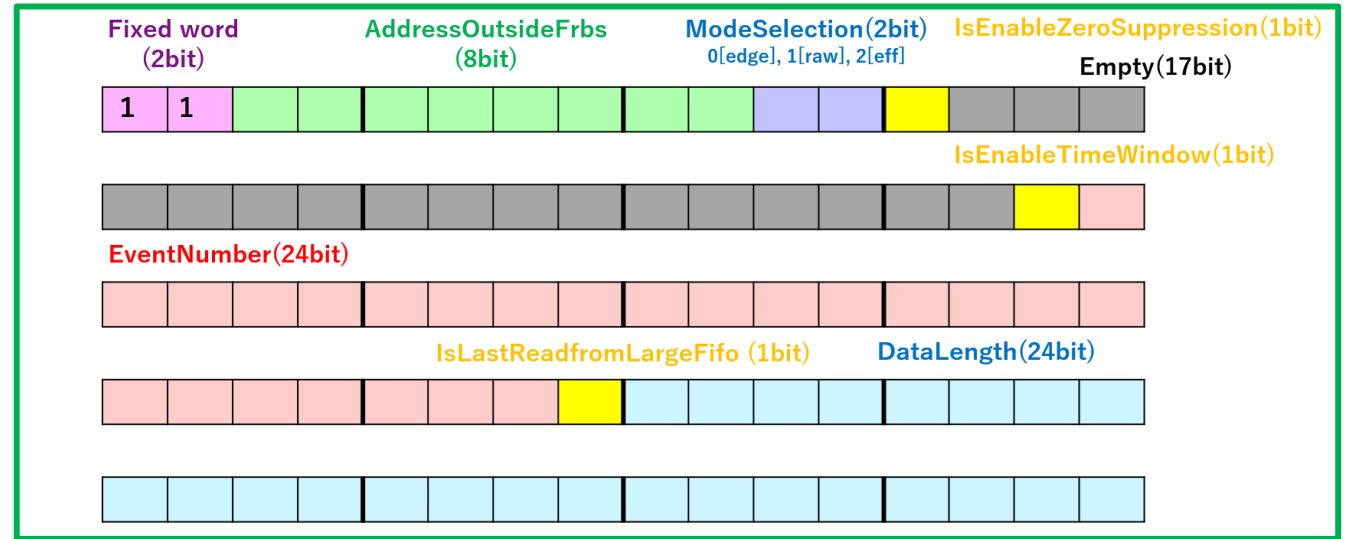 Fixed word
(2bit)
AddressOutsideFrbs
(8bit)
ModeSelection(2bit)
0[edge], 1[raw], 2[eff]
IsEnableZeroSuppression(1bit)
Empty(17bit)
1 1
IsEnableTimeWindow(1bit)
EventNumber(24bit)
IsLastReadfromLargeFifo (1bit)
DataLength(24bit)